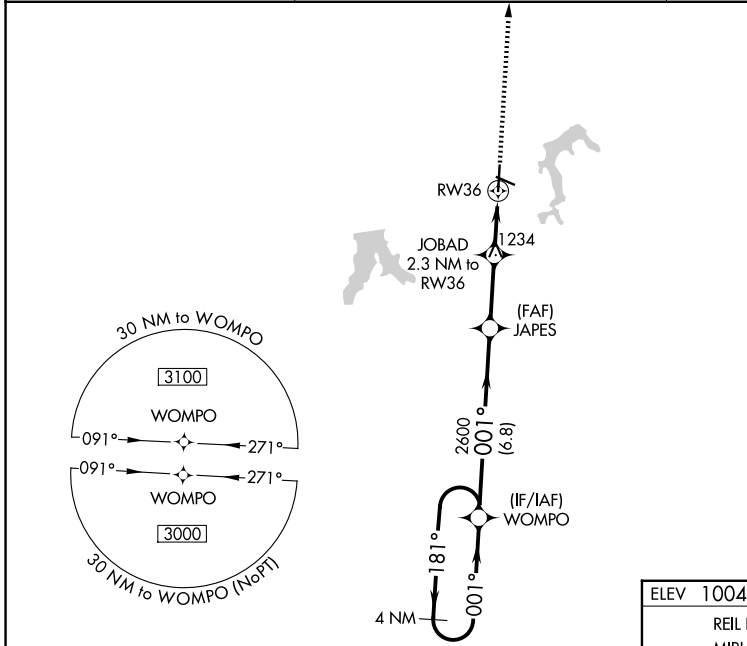 RW36
JOBAD
2.3 NM to
RW36
1234
(FAF)
JAPES
2600
001°
(6.8)
(IF/IAF)
WOMPO
181°
001°
4 NM
30 NM to WOMPO
3100
WOMPO
091°
271°
091°
271°
WOMPO
3000
30 NM to WOMPO (NoPT)
ELEV 1004
REIL